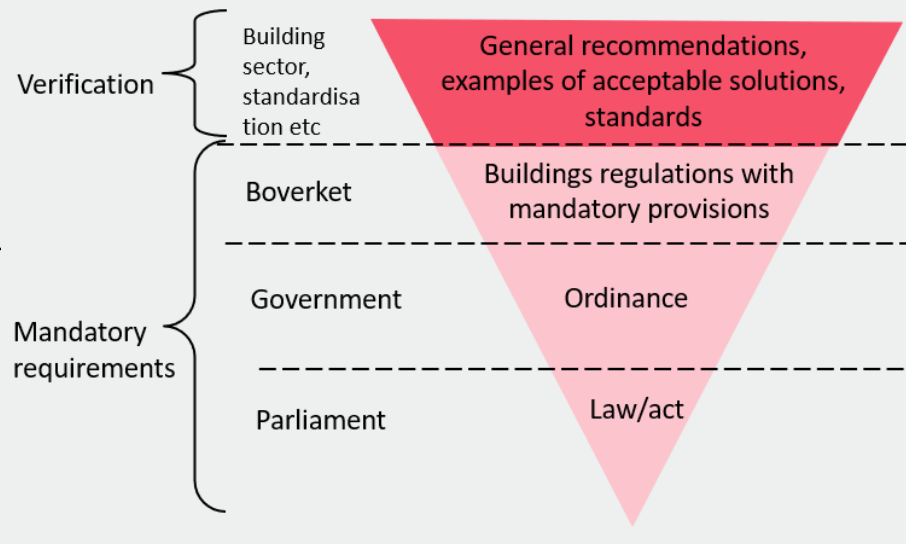 Verification
Building
sector,
standardisa
tion etc
General recommendations,
examples of acceptable solutions,
standards
Boverket
Buildings regulations with
mandatory provisions
Mandatory
requirements
Government
Ordinance
Parliament
Law/act